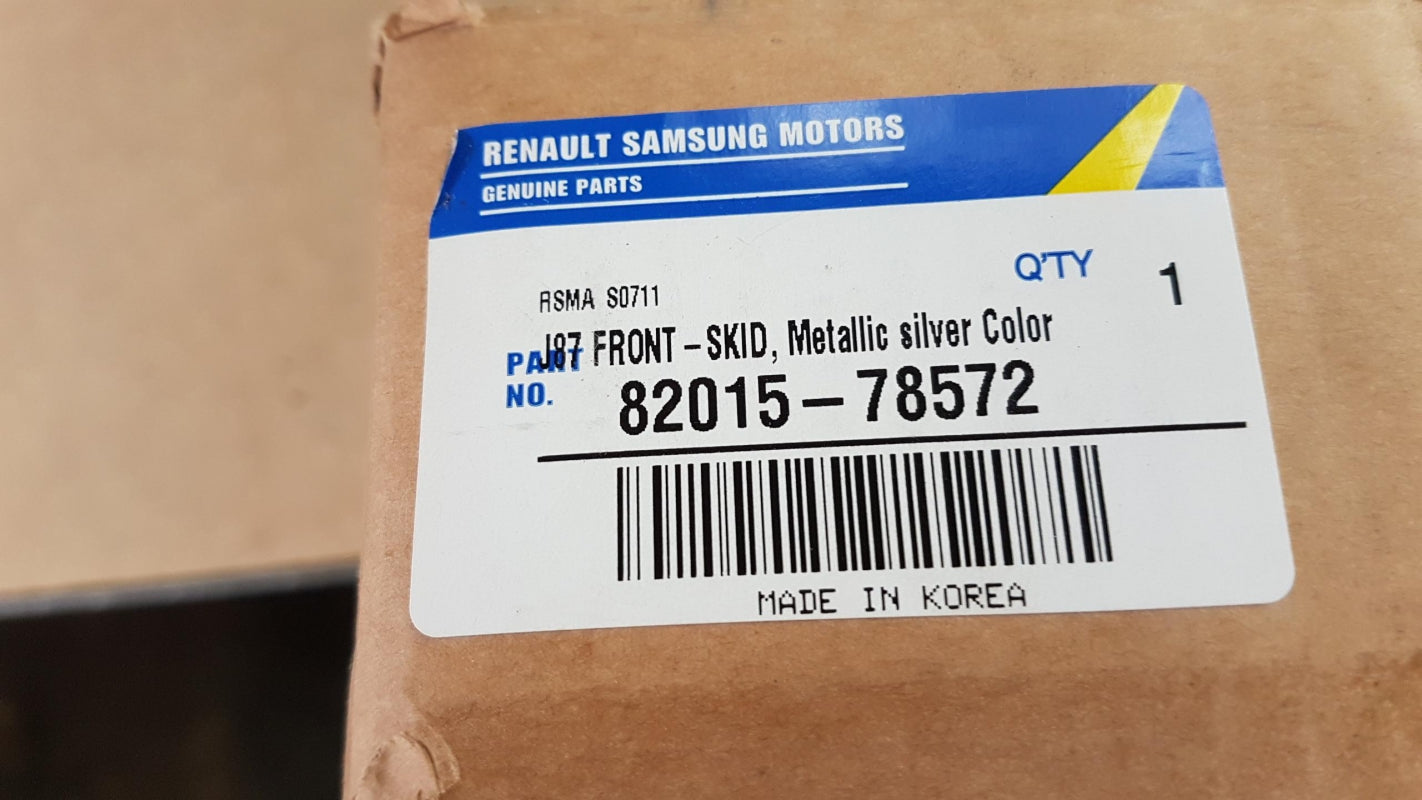 RENAULT SAMSUNG MOTORS
GENUINE PARTS
Q'TY 1
RSMA S0711
J87 FRONT-SKID, Metallic silver Color
PART
NO. 82015-78572
MADE IN KOREA